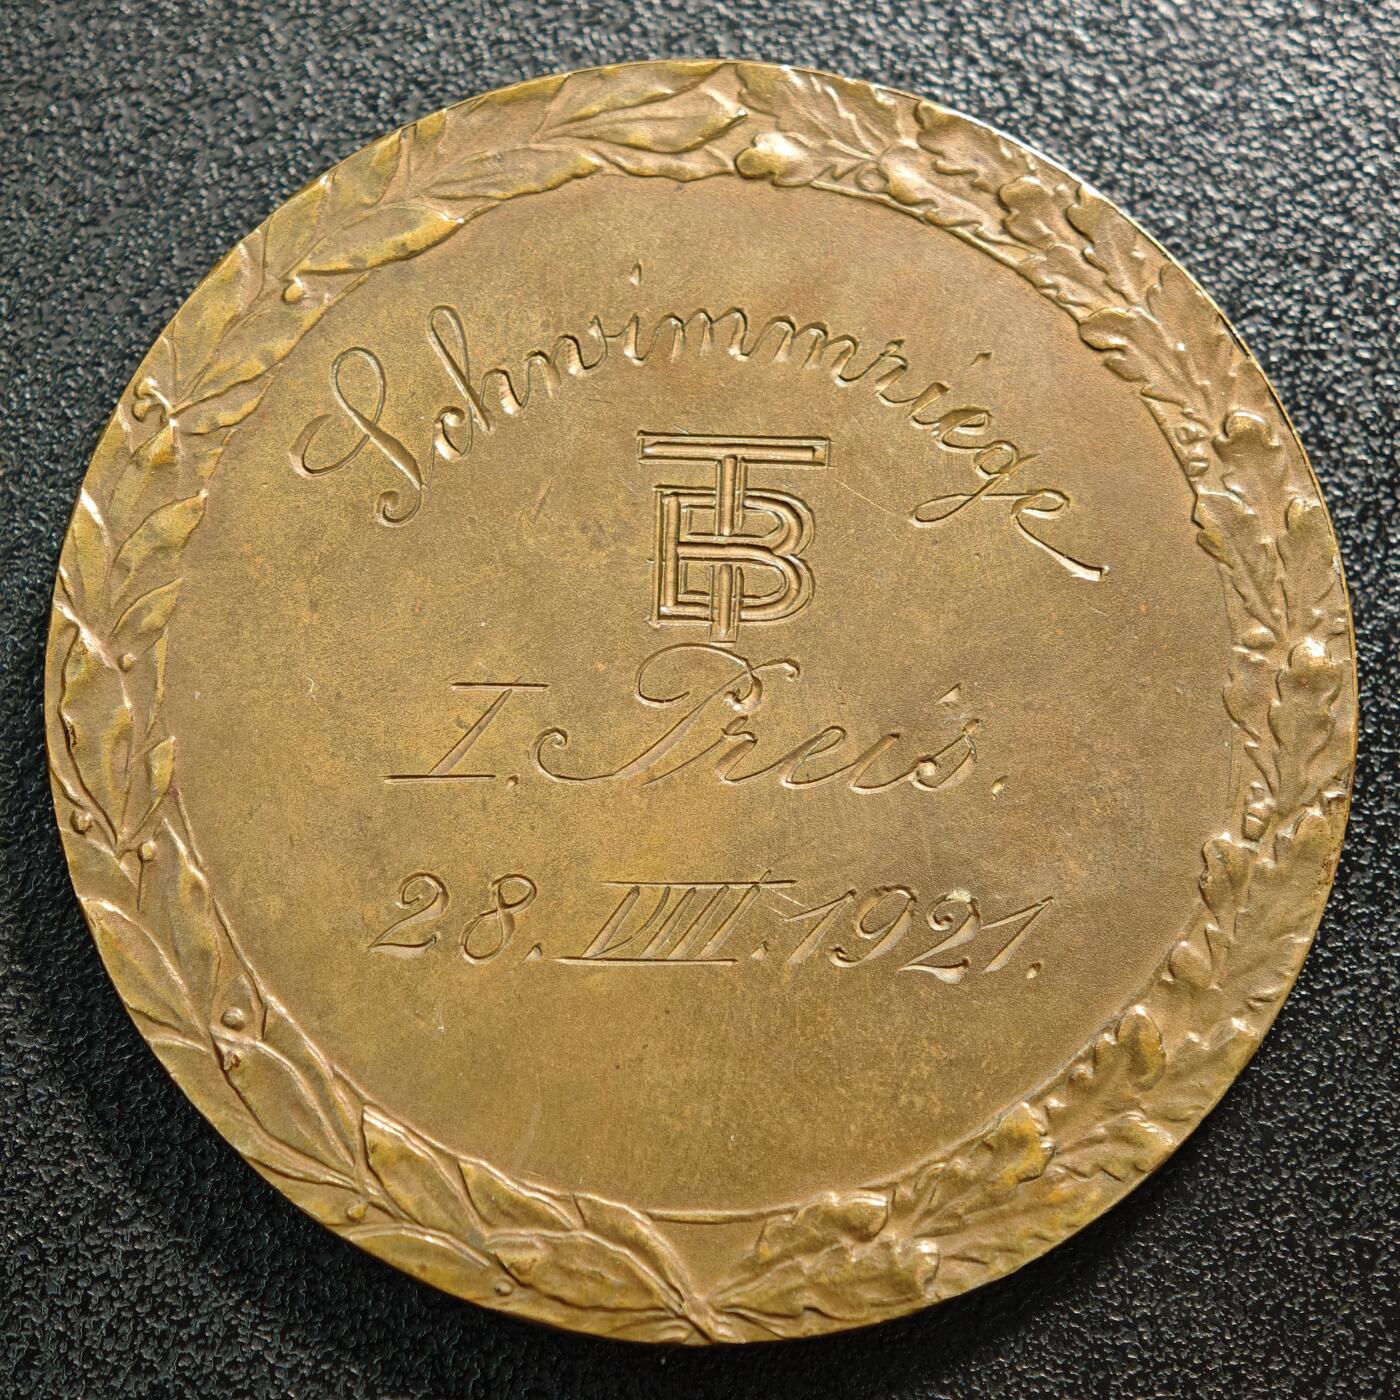 Schwimmriege
TB
I. Preis.
28. VIII. 1921.